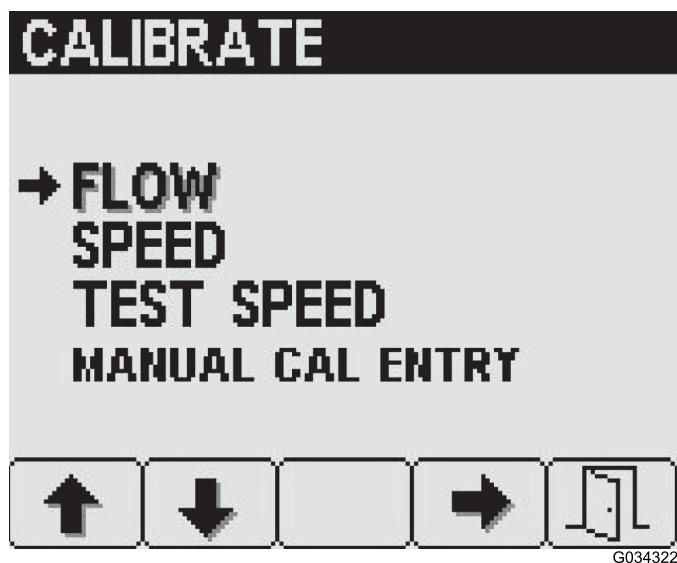 CALIBRATE
FLOW
SPEED
TEST SPEED
MANUAL CAL ENTRY
G034322